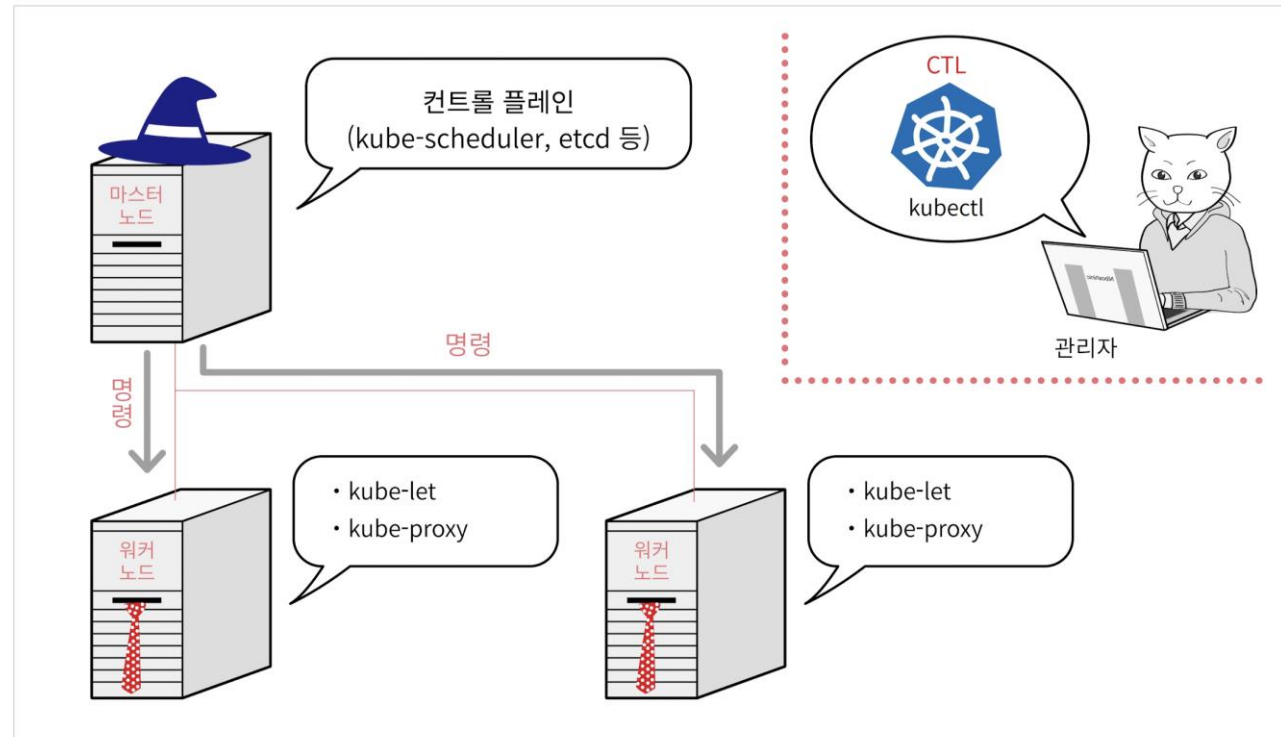 컨트롤 플레인
(kube-scheduler, etcd 등)
마스터
노드
CTL
kubectl
관리자
명령
명
령
・kube-let
・kube-proxy
워커
노드
・kube-let
・kube-proxy
워커
노드